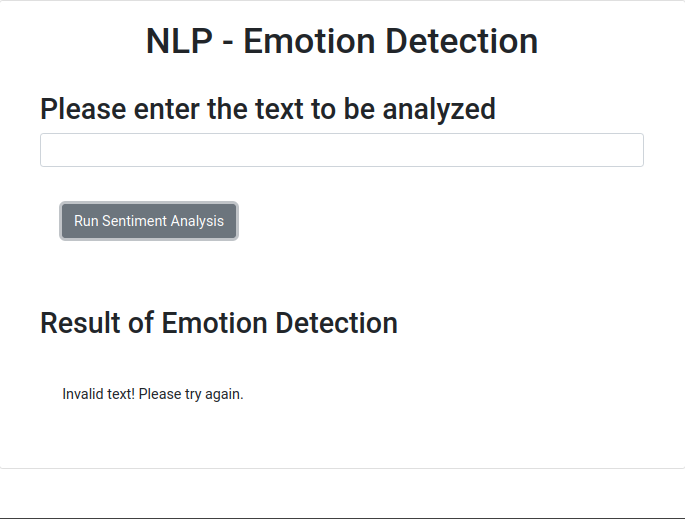 NLP - Emotion Detection
Please enter the text to be analyzed
Run Sentiment Analysis
Result of Emotion Detection
Invalid text! Please try again.